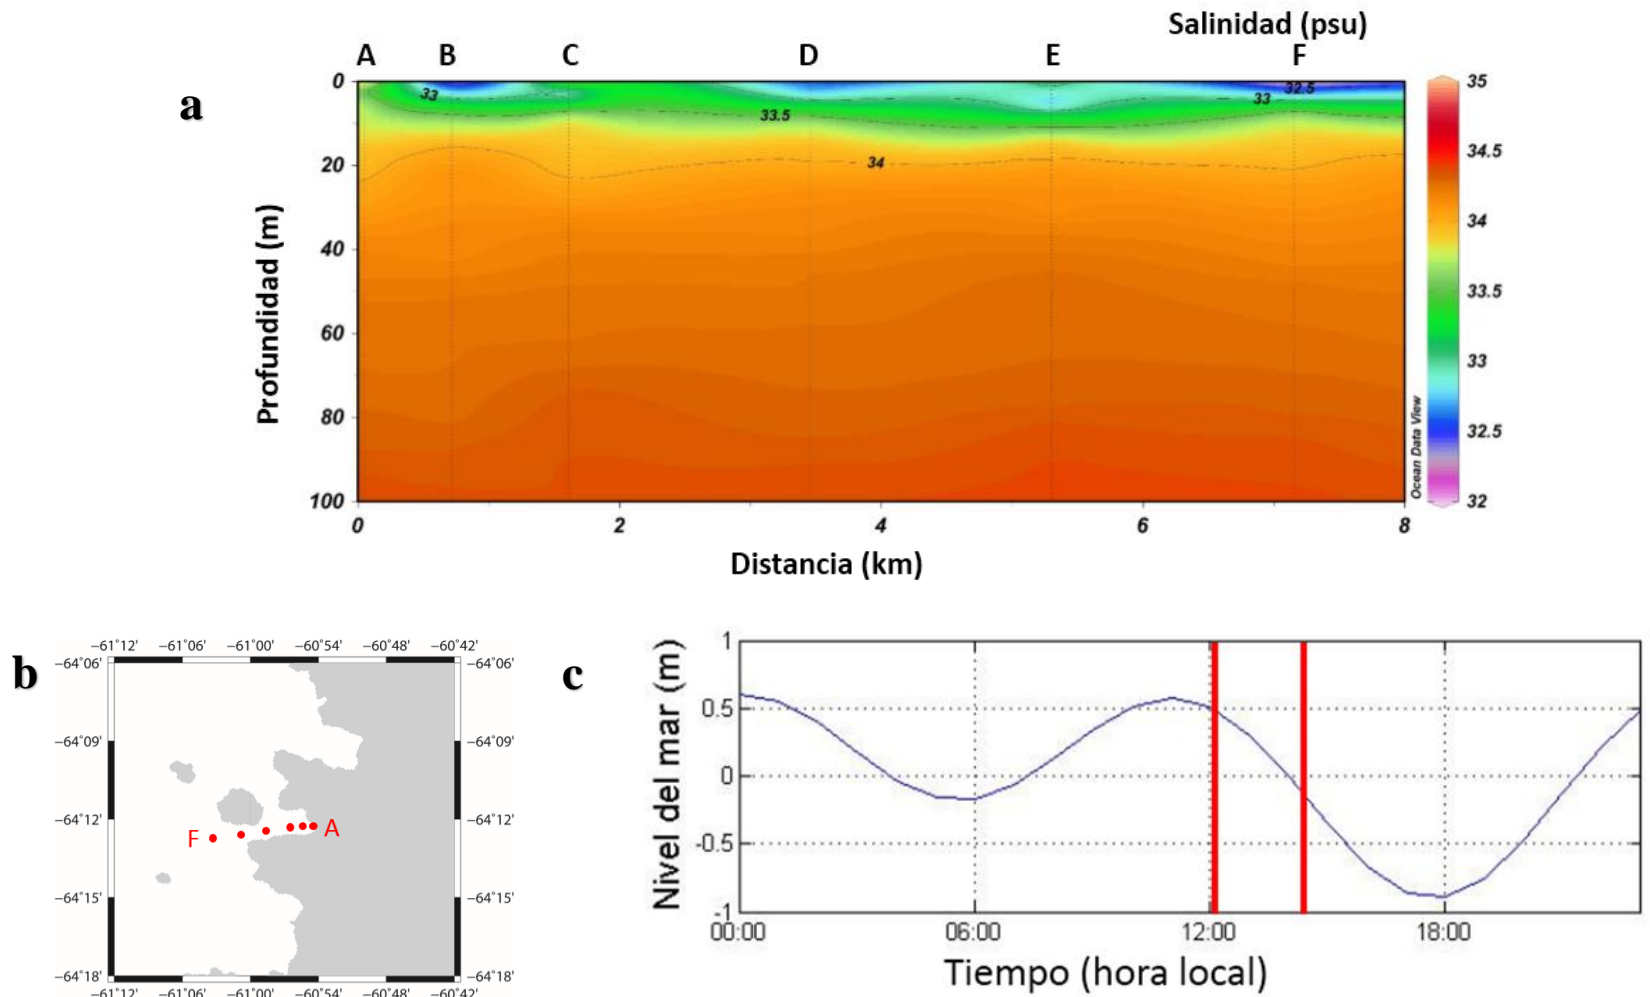 Salinidad (psu)
a
A B C D E F
0
20
40
60
80
100
Profundidad (m)
33
33.5
34
33
32.5
0 2 4 6 8
Distancia (km)
35
34.5
34
33.5
33
32.5
32
Ocean Data View
b
−61˚12' −61˚06' −61˚00' −60˚54' −60˚48' −60˚42'
−64˚06' −64˚06'
−64˚09' −64˚09'
−64˚12' −64˚12'
−64˚15' −64˚15'
−64˚18' −64˚18'
F A
−61˚12' −61˚06' −61˚00' −60˚54' −60˚48' −60˚42'
c
Nivel del mar (m)
1
0.5
0
-0.5
-1
00:00 06:00 12:00 18:00
Tiempo (hora local)